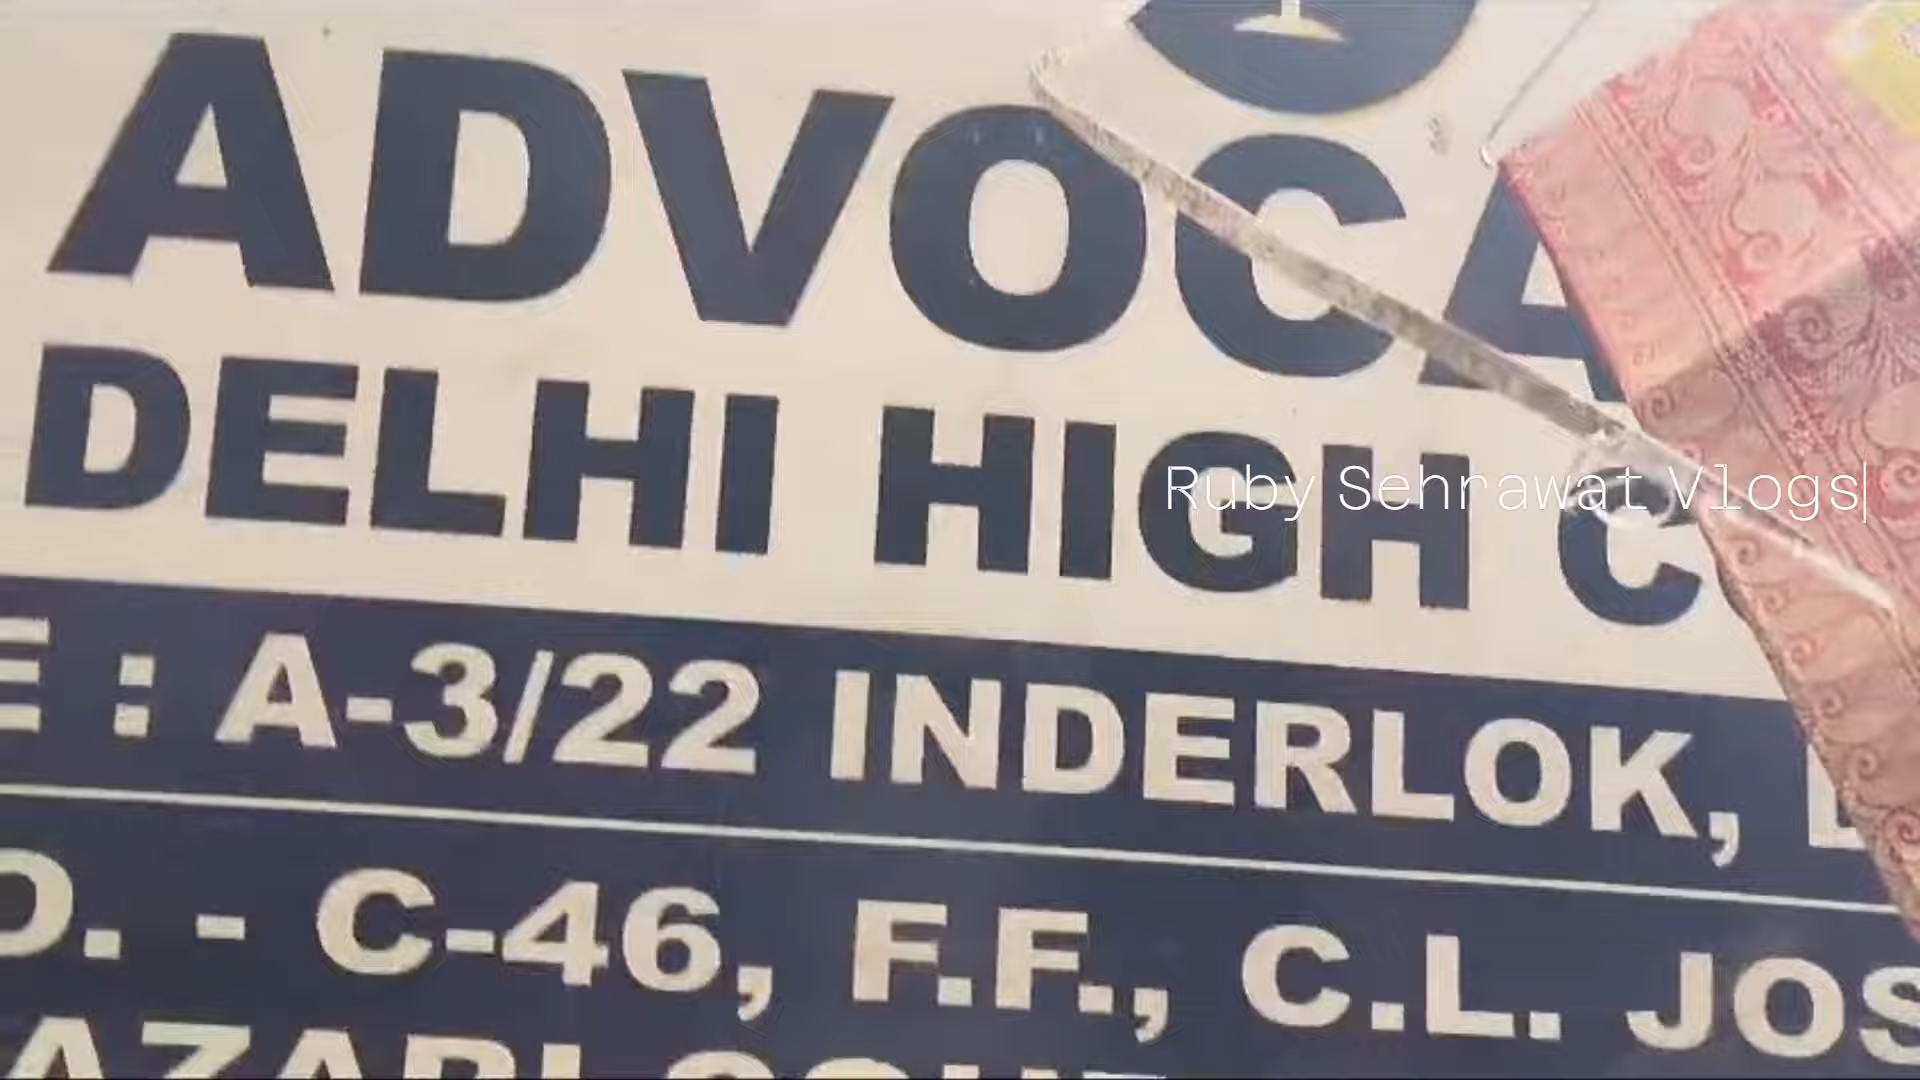 ADVOCA
DELHI HIGH C
E : A-3/22 INDERLOK,
O. - C-46, F.F., C.L. JOS
Ruby Sehrawat Vlogs